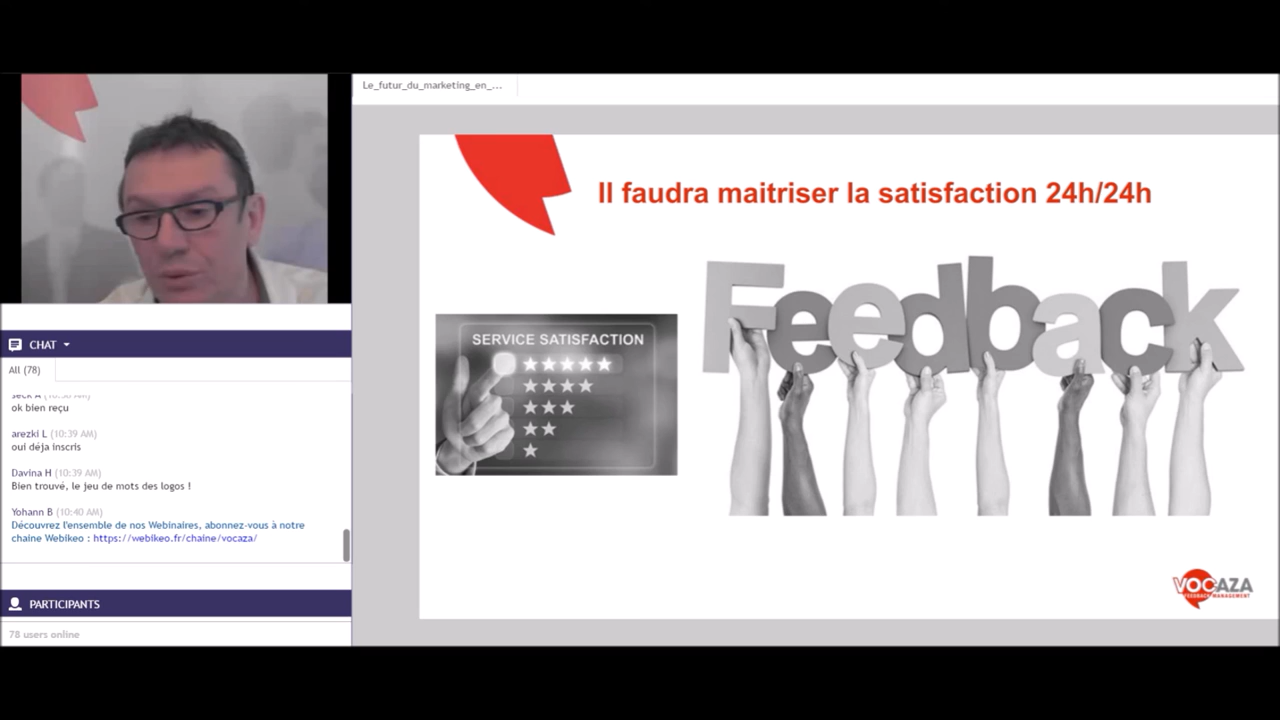 Le_futur_du_marketing_en_...
Il faudra maitriser la satisfaction 24h/24h
SERVICE SATISFACTION
Feedback
VOCAZA
FEEDBACK MANAGEMENT
CHAT
All (78)
ok bien reçu
arezki L (10:39 AM)
oui déja inscris
Davina H (10:39 AM)
Bien trouvé, le jeu de mots des logos !
Yohann B (10:40 AM)
Découvrez l'ensemble de nos Webinaires, abonnez-vous à notre
chaine Webikeo : https://webikeo.fr/chaine/vocaza/
PARTICIPANTS
78 users online